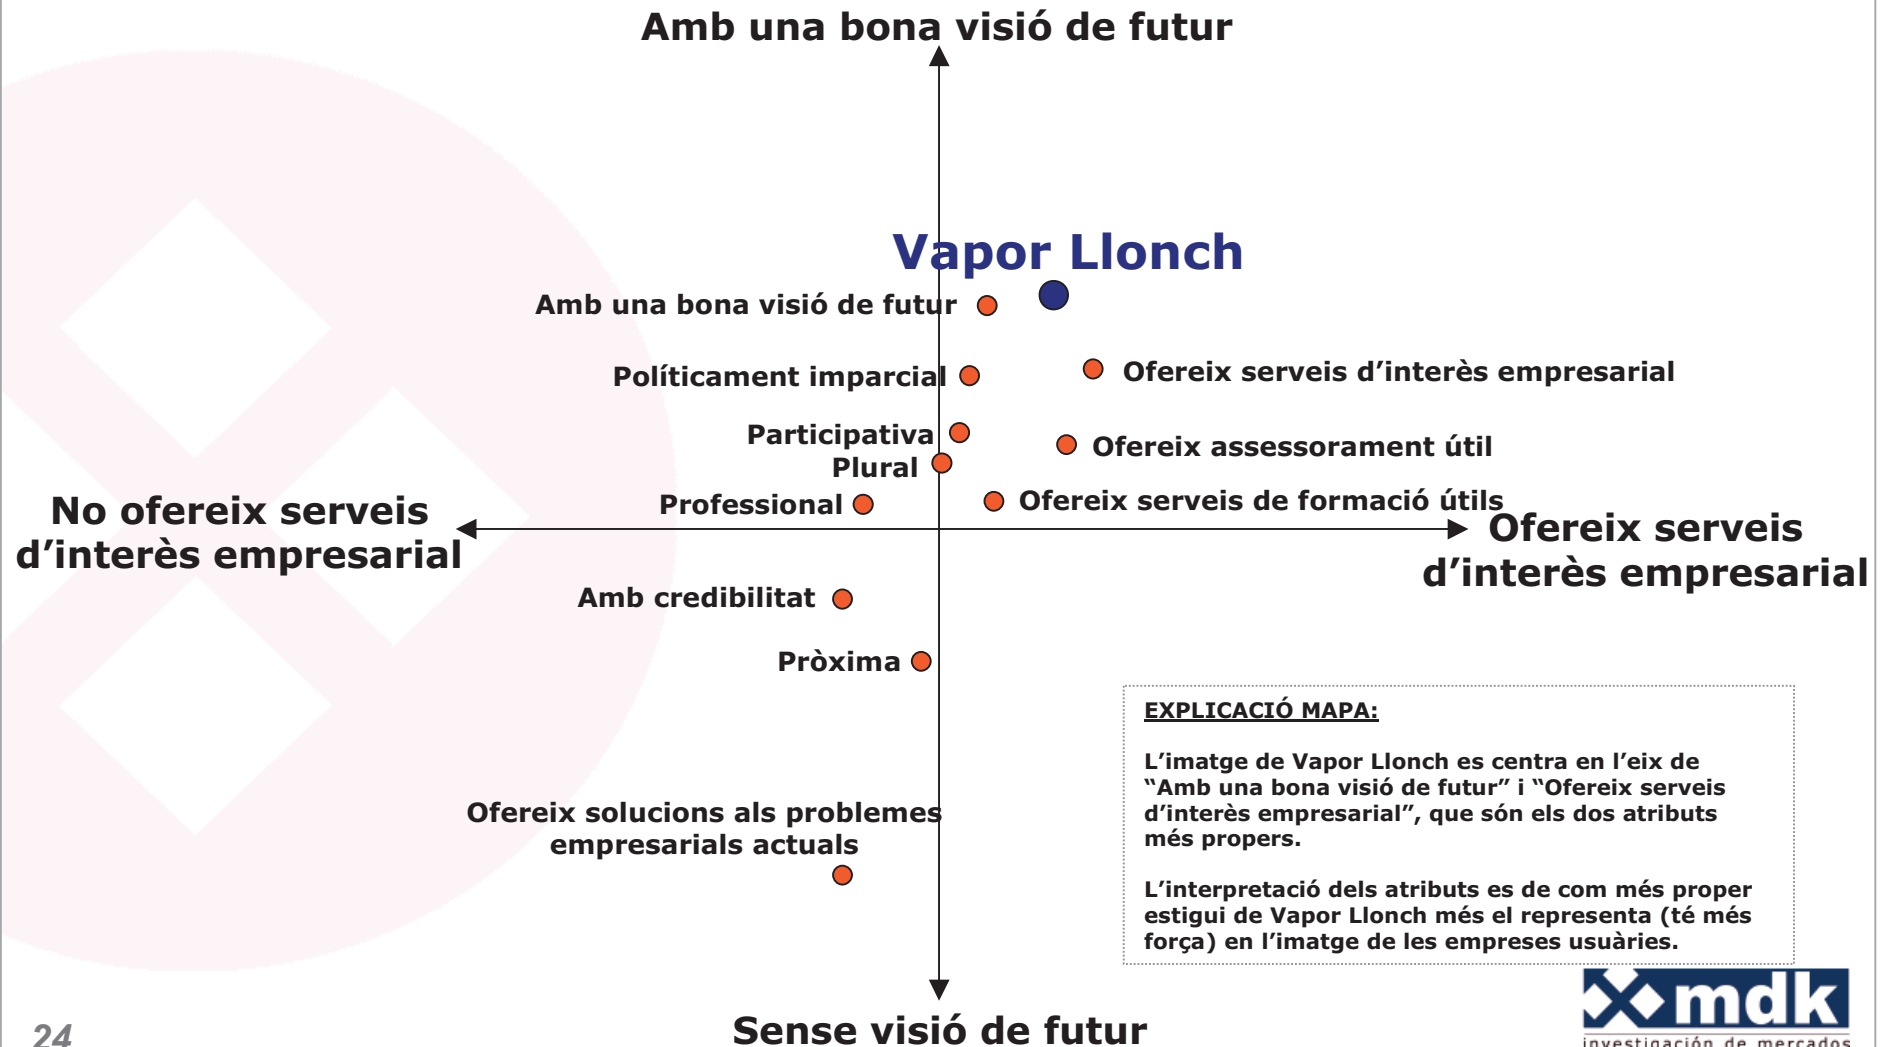 Amb una bona visió de futur
Vapor Llonch
Amb una bona visió de futur
Políticament imparcial
Ofereix serveis d’interès empresarial
Participativa
Ofereix assessorament útil
Plural
Professional
Ofereix serveis de formació útils
No ofereix serveis
d’interès empresarial
Ofereix serveis
d’interès empresarial
Amb credibilitat
Pròxima
EXPLICACIÓ MAPA:
L’imatge de Vapor Llonch es centra en l’eix de
“Amb una bona visió de futur” i “Ofereix serveis
d’interès empresarial”, que són els dos atributs
més propers.
L’interpretació dels atributs es de com més proper
estigui de Vapor Llonch més el representa (té més
força) en l’imatge de les empreses usuàries.
Ofereix solucions als problemes
empresarials actuals
Sense visió de futur
24
mdk
investigación de mercados